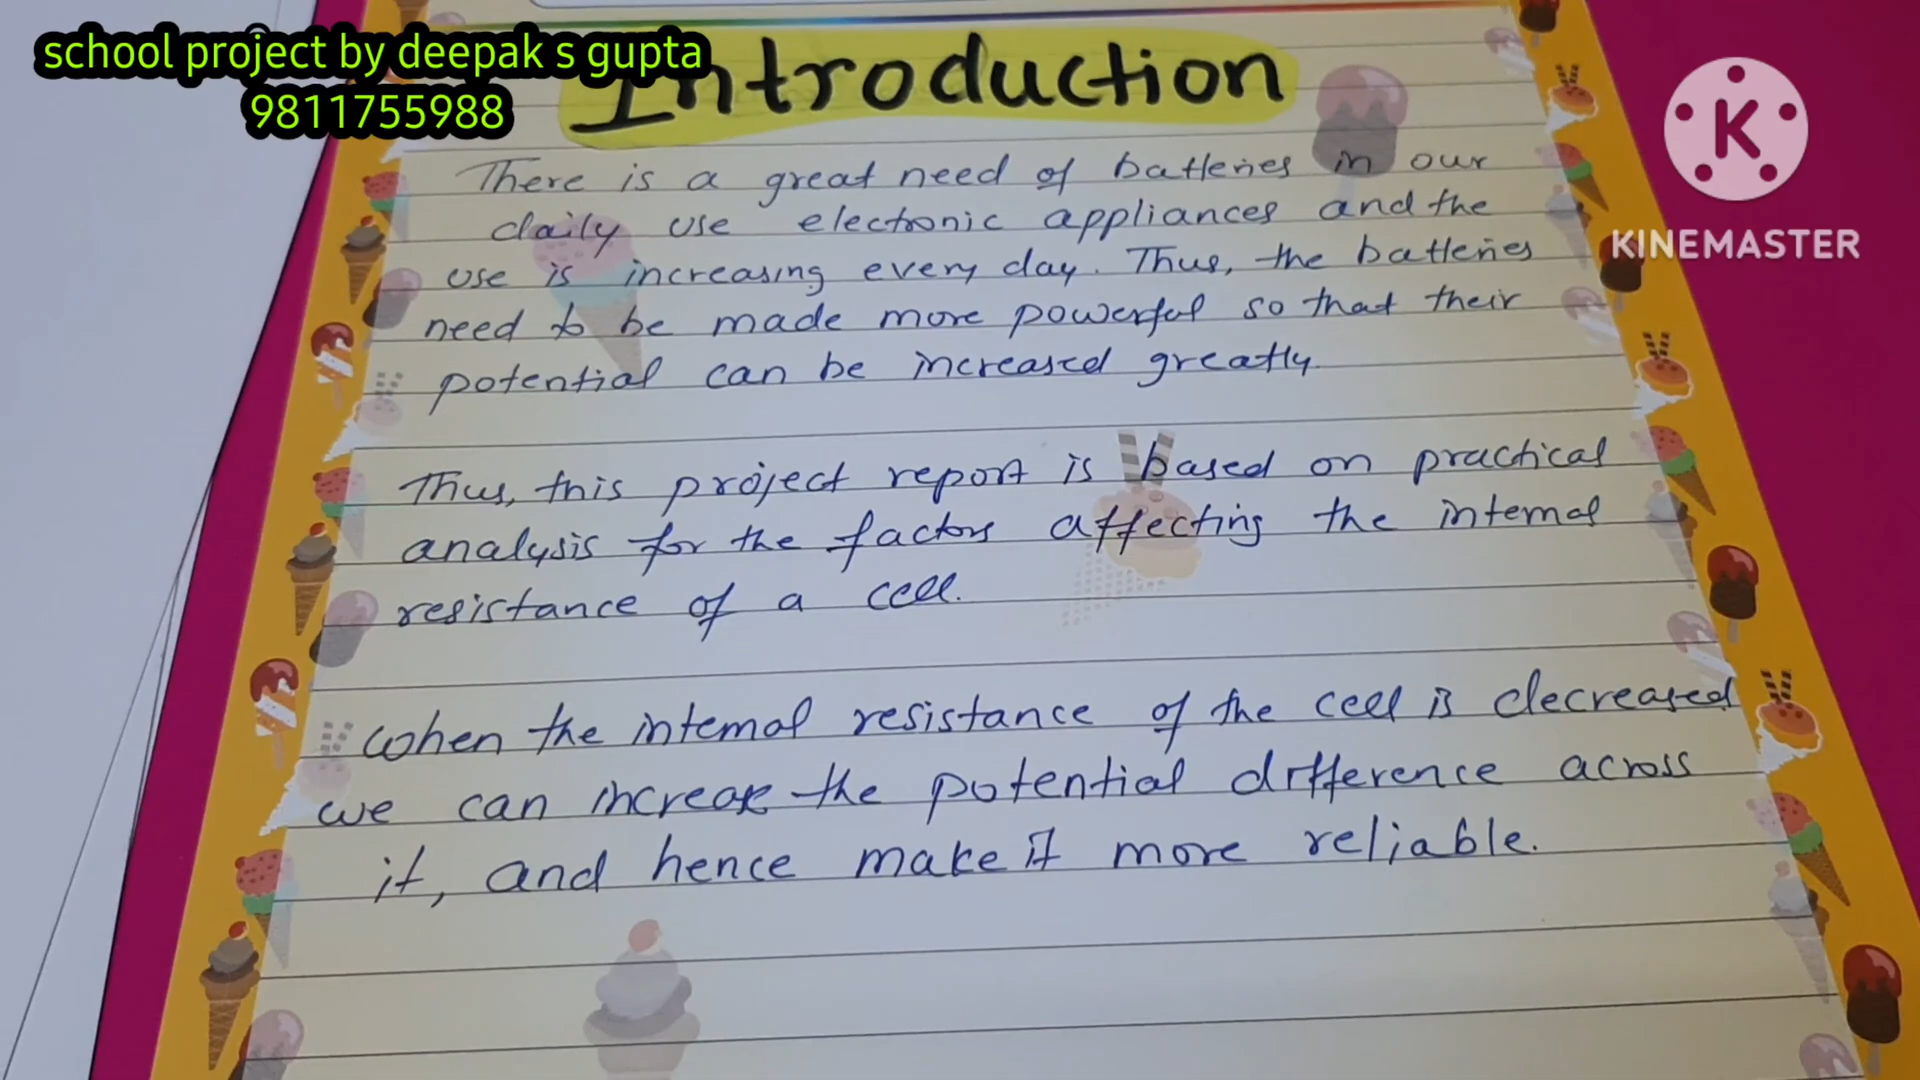 school project by deepak s gupta
9811755988
Introduction
K
KINEMASTER
There is a great need of batteries in our
daily use electronic appliances and the
use is increasing every day. Thus, the batteries
need to be made more powerful so that their
potential can be increased greatly.
Thus, this project report is based on practical
analysis for the factors affecting the internal
resistance of a cell.
When the internal resistance of the cell is decreased
we can increase the potential difference across
it, and hence make it more reliable.